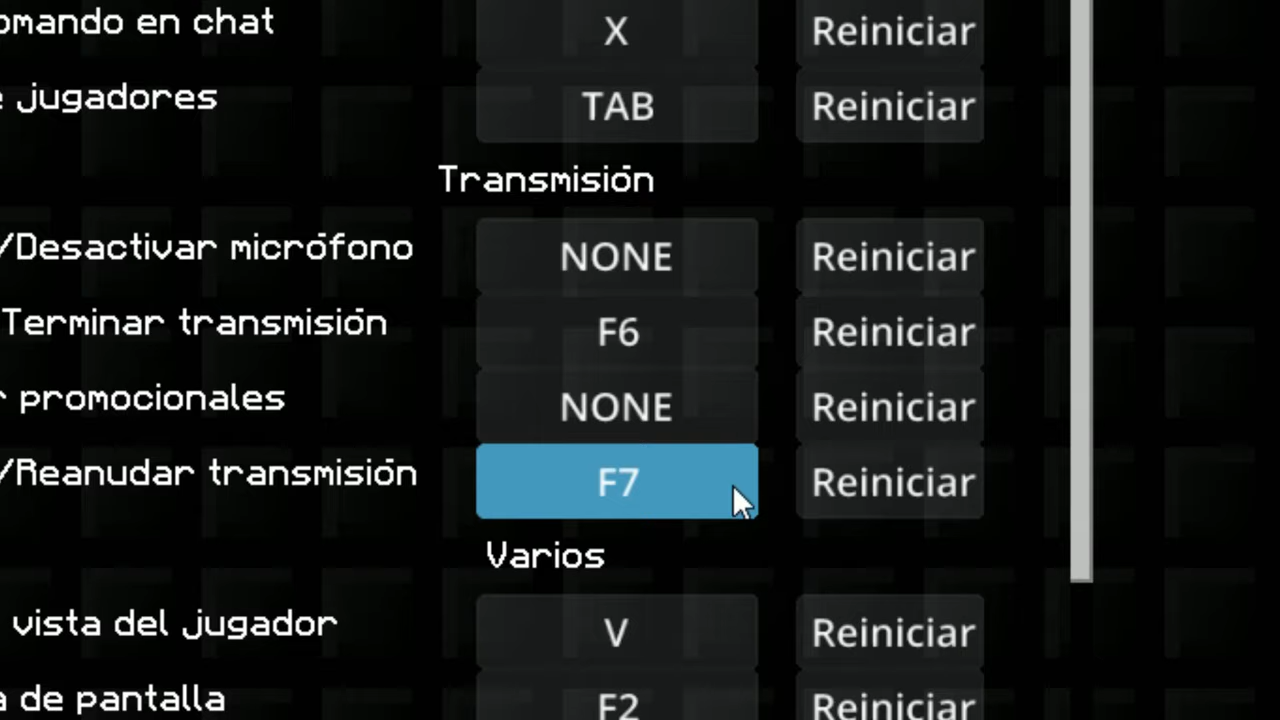 omando en chat X Reiniciar
e jugadores TAB Reiniciar
Transmisión
/Desactivar micrófono NONE Reiniciar
Terminar transmisión F6 Reiniciar
r promocionales NONE Reiniciar
/Reanudar transmisión F7 Reiniciar
Varios
vista del jugador V Reiniciar
a de pantalla F2 Reiniciar